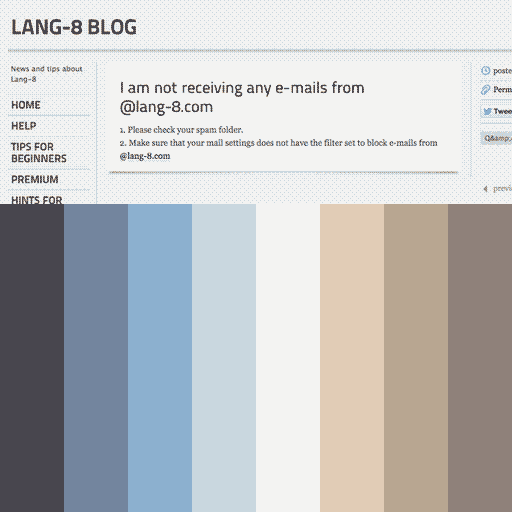 LANG-8 BLOG
News and tips about
Lang-8
HOME
HELP
TIPS FOR
BEGINNERS
PREMIUM
HINTS FOR
I am not receiving any e-mails from
@lang-8.com
1. Please check your spam folder.
2. Make sure that your mail settings does not have the filter set to block e-mails from
@lang-8.com
poste
Perm
Twee
Q&amp;
previ